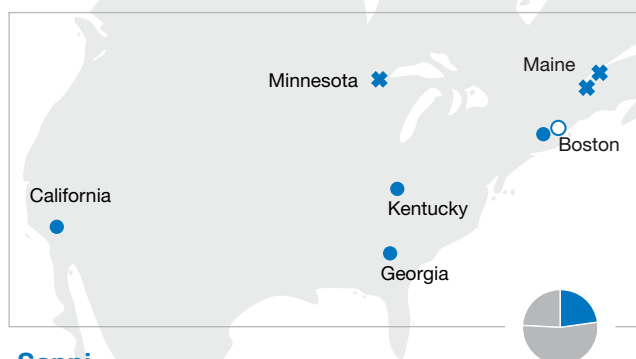 Maine
Minnesota
Boston
California
Kentucky
Georgia